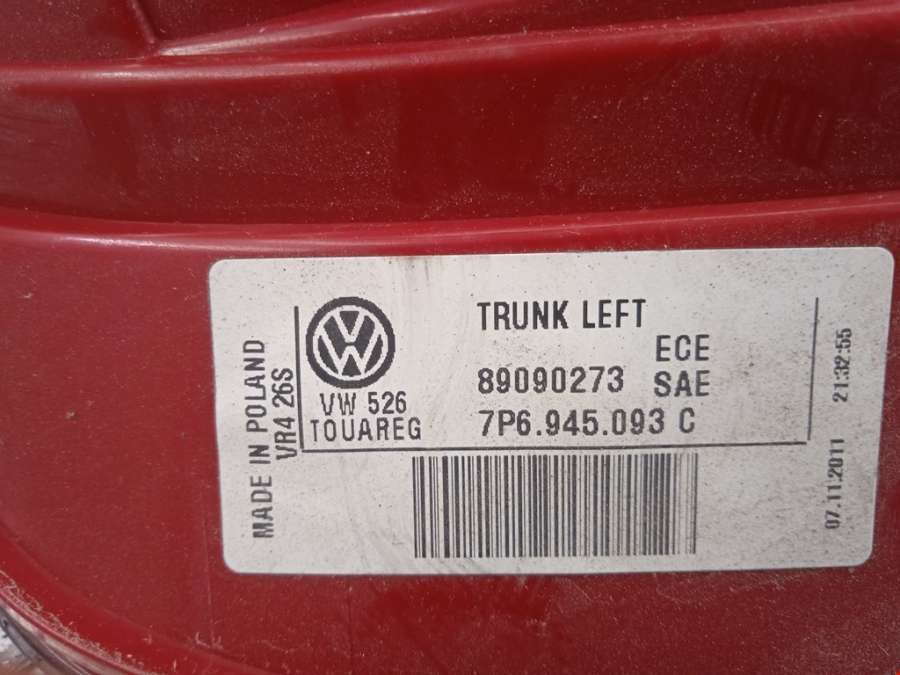 MADE IN POLAND
VR4 26S
VW 526
TOUAREG
TRUNK LEFT
ECE
89090273 SAE
7P6.945.093 C
07.11.2011 21:32:55